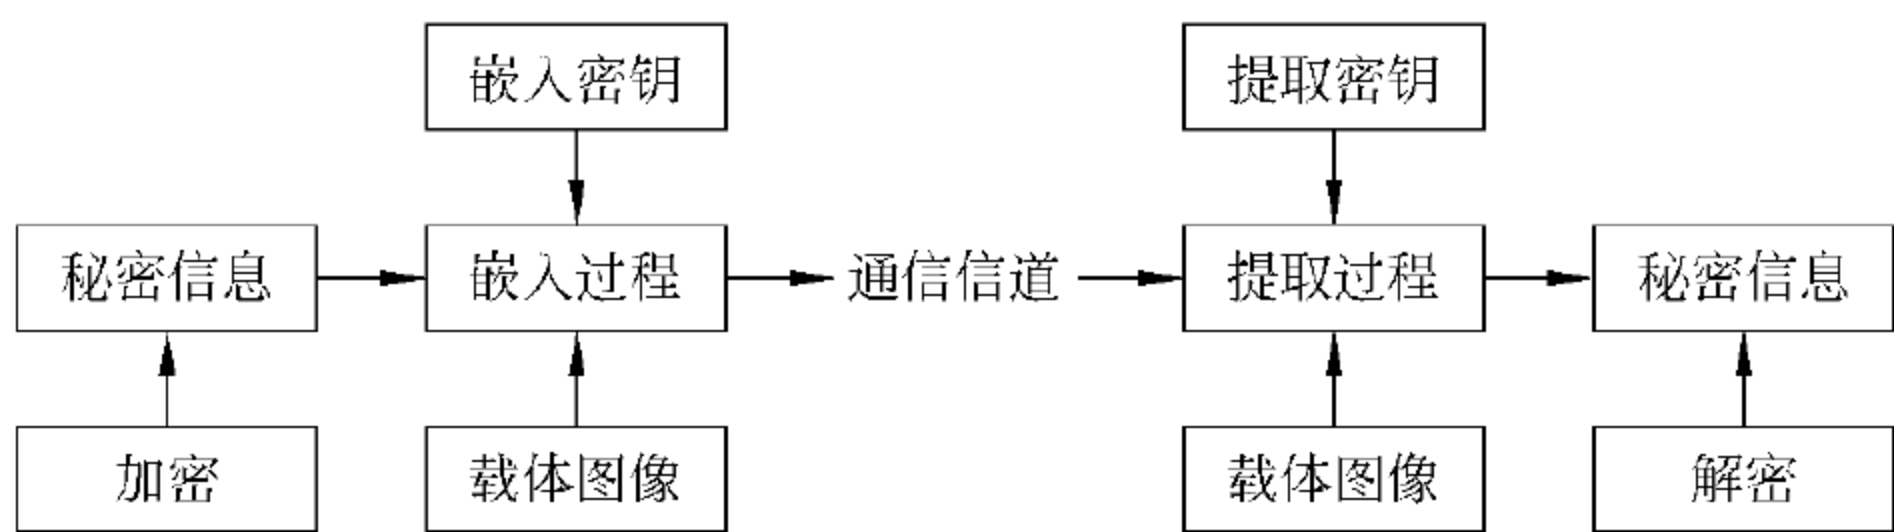 嵌入密钥
提取密钥
秘密信息
嵌入过程
通信信道
提取过程
秘密信息
加密
载体图像
载体图像
解密